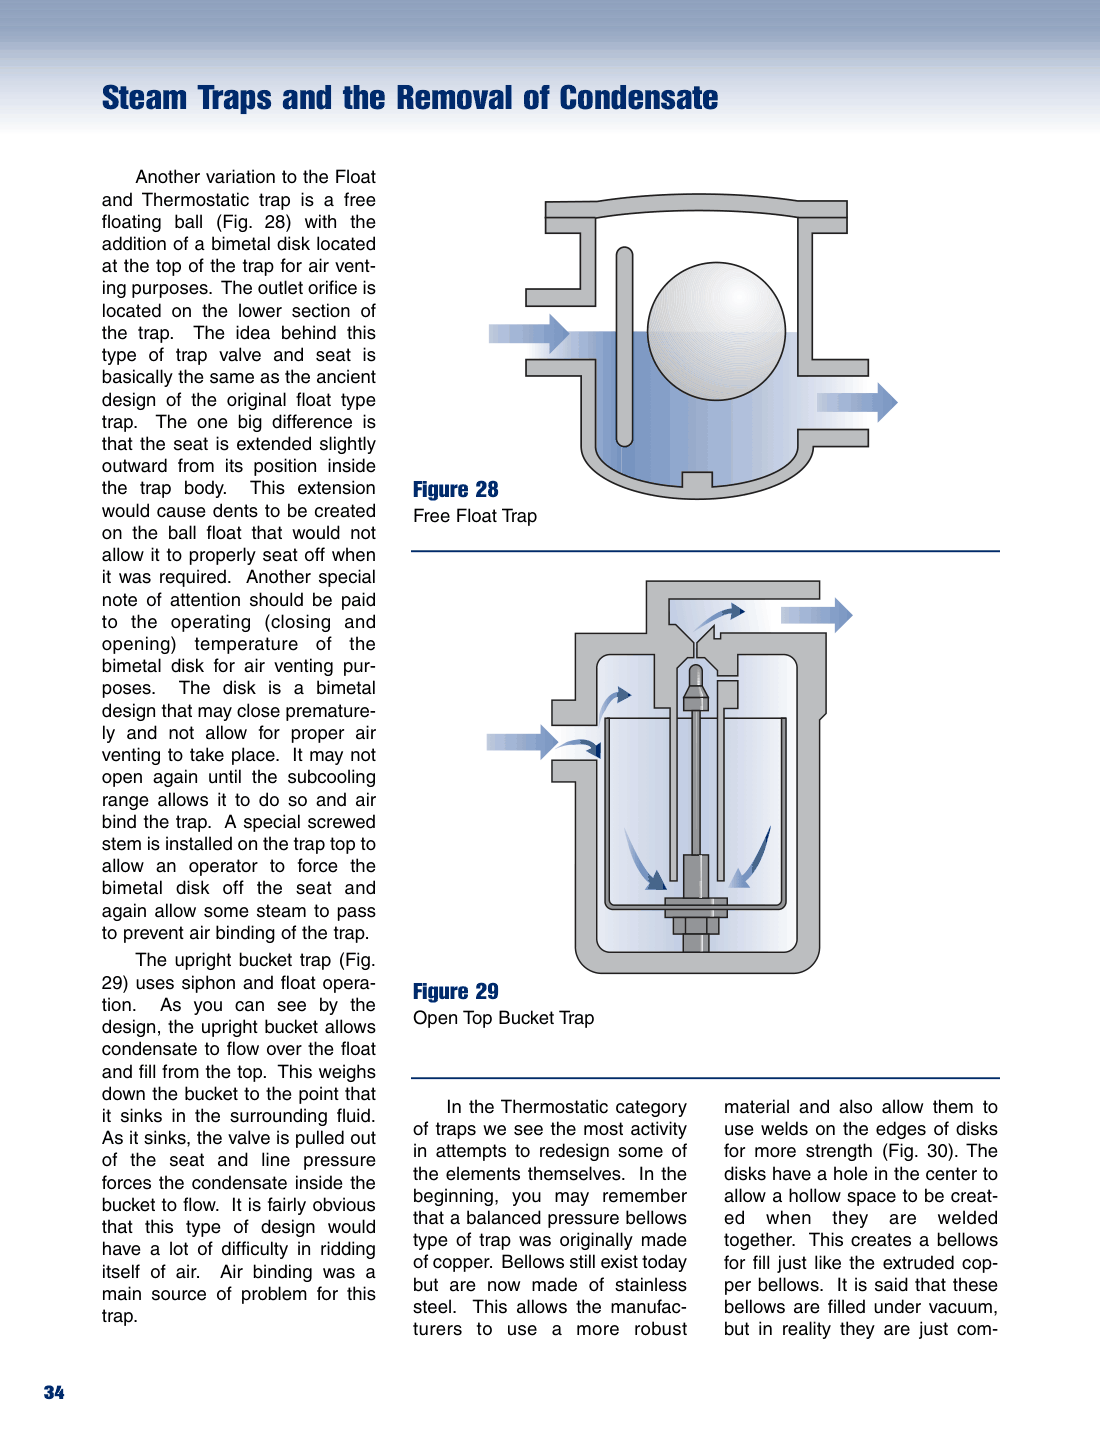 Steam Traps and the Removal of Condensate
Another variation to the Float
and Thermostatic trap is a free
floating ball (Fig. 28) with the
addition of a bimetal disk located
at the top of the trap for air vent-
ing purposes. The outlet orifice is
located on the lower section of
the trap. The idea behind this
type of trap valve and seat is
basically the same as the ancient
design of the original float type
trap. The one big difference is
that the seat is extended slightly
outward from its position inside
the trap body. This extension
would cause dents to be created
on the ball float that would not
allow it to properly seat off when
it was required. Another special
note of attention should be paid
to the operating (closing and
opening) temperature of the
bimetal disk for air venting pur-
poses. The disk is a bimetal
design that may close premature-
ly and not allow for proper air
venting to take place. It may not
open again until the subcooling
range allows it to do so and air
bind the trap. A special screwed
stem is installed on the trap top to
allow an operator to force the
bimetal disk off the seat and
again allow some steam to pass
to prevent air binding of the trap.
The upright bucket trap (Fig.
29) uses siphon and float opera-
tion. As you can see by the
design, the upright bucket allows
condensate to flow over the float
and fill from the top. This weighs
down the bucket to the point that
it sinks in the surrounding fluid.
As it sinks, the valve is pulled out
of the seat and line pressure
forces the condensate inside the
bucket to flow. It is fairly obvious
that this type of design would
have a lot of difficulty in ridding
itself of air. Air binding was a
main source of problem for this
trap.
Figure 28
Free Float Trap
Figure 29
Open Top Bucket Trap
In the Thermostatic category
of traps we see the most activity
in attempts to redesign some of
the elements themselves. In the
beginning, you may remember
that a balanced pressure bellows
type of trap was originally made
of copper. Bellows still exist today
but are now made of stainless
steel. This allows the manufac-
turers to use a more robust
material and also allow them to
use welds on the edges of disks
for more strength (Fig. 30). The
disks have a hole in the center to
allow a hollow space to be creat-
ed when they are welded
together. This creates a bellows
for fill just like the extruded cop-
per bellows. It is said that these
bellows are filled under vacuum,
but in reality they are just com-
34